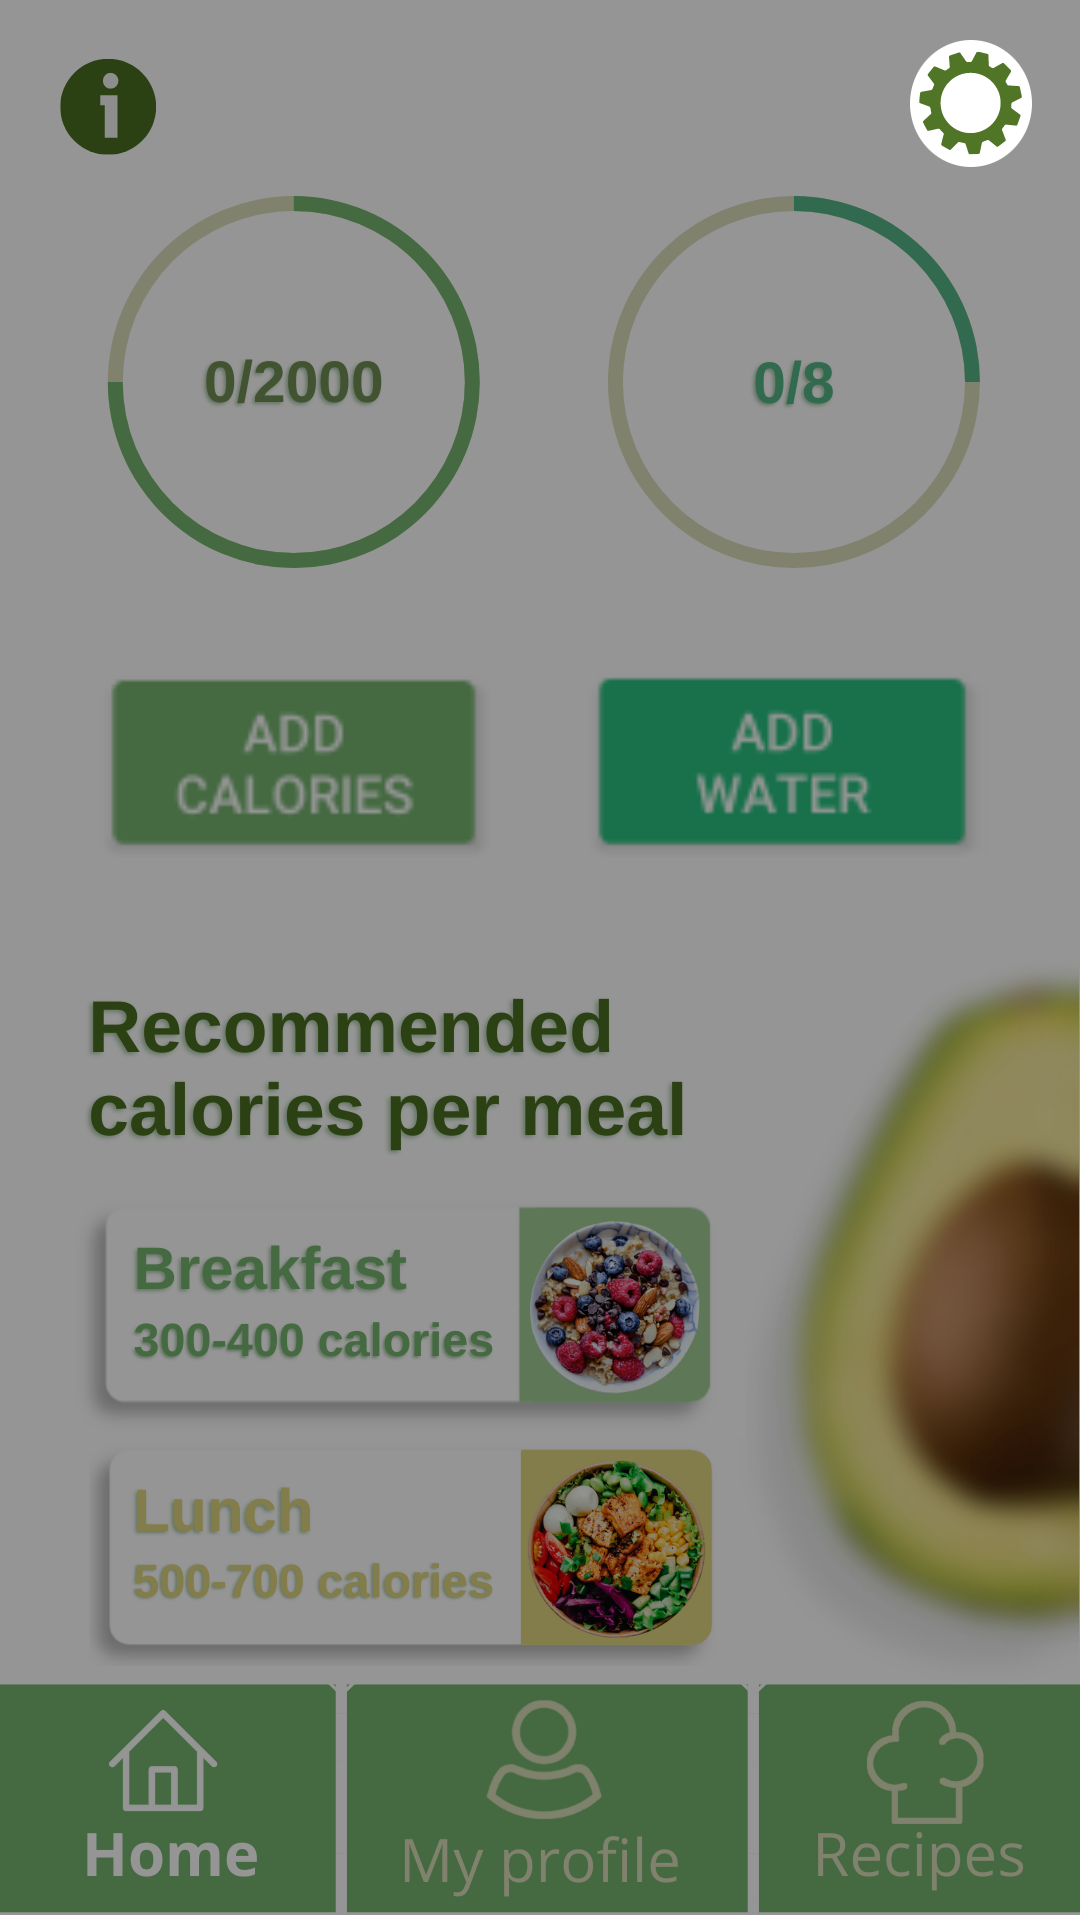 i
0/2000
0/8
ADD
CALORIES
ADD
WATER
Recommended
calories per meal
Breakfast
300-400 calories
Lunch
500-700 calories
Home
My profile
Recipes